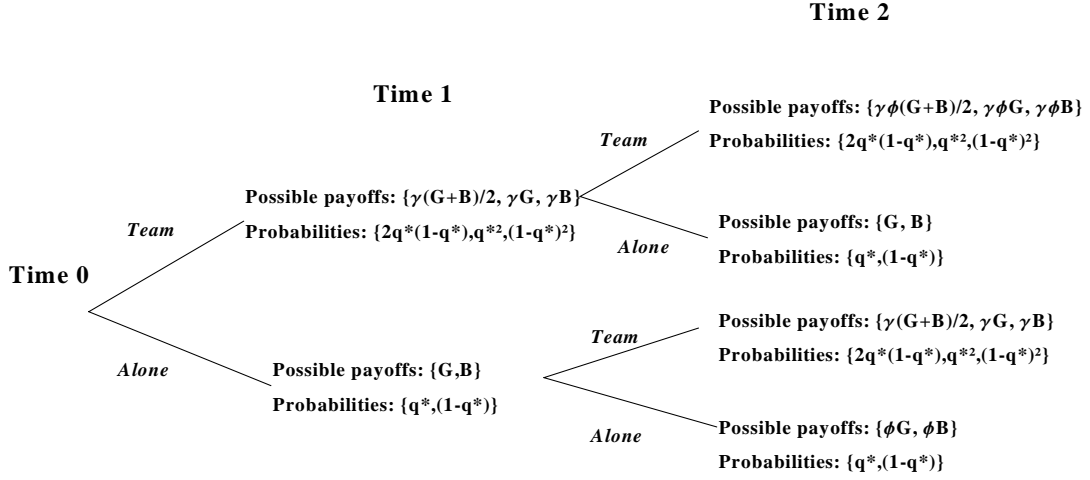 Time 2
Time 1
Possible payoffs: {γϕ(G+B)/2, γϕG, γϕB}
Probabilities: {2q*(1-q*),q*²,(1-q*)²}
Team
Possible payoffs: {γ(G+B)/2, γG, γB}
Probabilities: {2q*(1-q*),q*²,(1-q*)²}
Team
Possible payoffs: {G, B}
Probabilities: {q*,(1-q*)}
Alone
Time 0
Possible payoffs: {γ(G+B)/2, γG, γB}
Probabilities: {2q*(1-q*),q*²,(1-q*)²}
Team
Alone
Possible payoffs: {G,B}
Probabilities: {q*,(1-q*)}
Alone
Possible payoffs: {ϕG, ϕB}
Probabilities: {q*,(1-q*)}